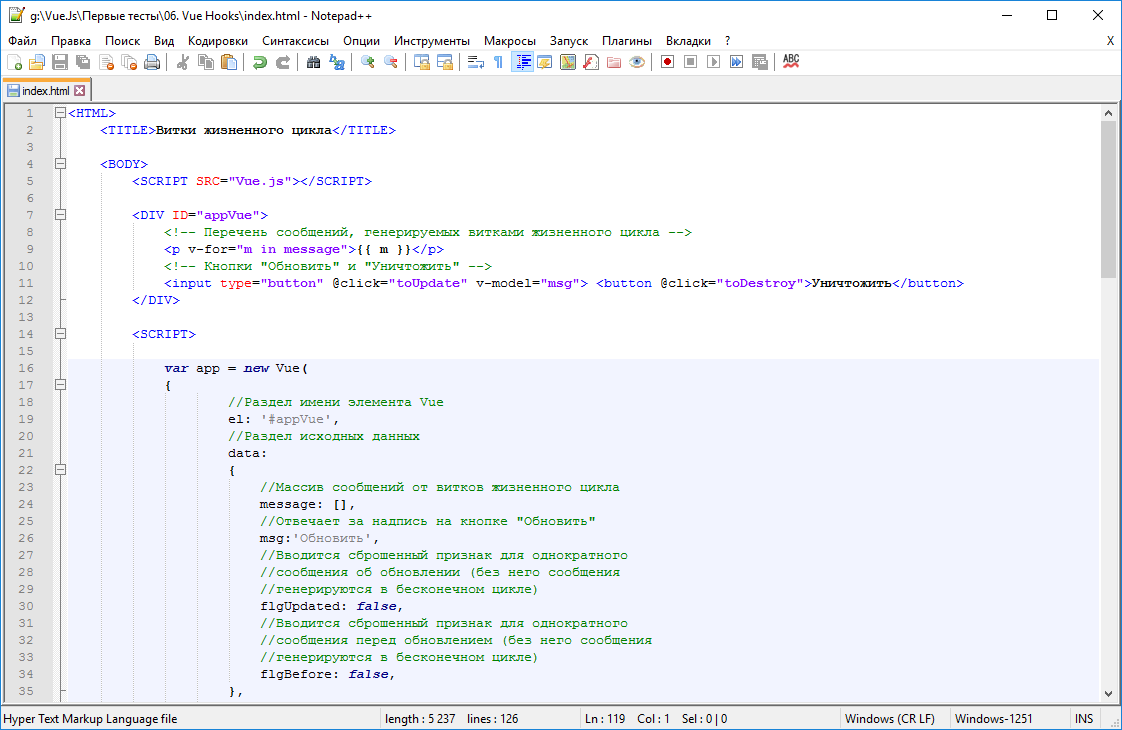 g:\VueJs\Первые тесты\06. Vue Hooks\index.html - Notepad++
Файл Правка Поиск Вид Кодировки Синтаксисы Опции Инструменты Макросы Запуск Плагины Вкладки ? X
ABC
index.html
1 <HTML>
2 <TITLE>Витки жизненного цикла</TITLE>
3
4 <BODY>
5 <SCRIPT SRC="Vue.js"></SCRIPT>
6
7 <DIV ID="appVue">
8 <!-- Перечень сообщений, генерируемых витками жизненного цикла -->
9 <p v-for="m in message">{{ m }}</p>
10 <!-- Кнопки "Обновить" и "Уничтожить" -->
11 <input type="button" @click="toUpdate" v-model="msg"> <button @click="toDestroy">Уничтожить</button>
12 </DIV>
13
14 <SCRIPT>
15
16 var app = new Vue(
17 {
18 //Раздел имени элемента Vue
19 el: '#appVue',
20 //Раздел исходных данных
21 data:
22 {
23 //Массив сообщений от витков жизненного цикла
24 message: [],
25 //Отвечает за надпись на кнопке "Обновить"
26 msg:'Обновить',
27 //Вводится сброшенный признак для однократного
28 //сообщения об обновлении (без него сообщения
29 //генерируются в бесконечном цикле)
30 flgUpdated: false,
31 //Вводится сброшенный признак для однократного
32 //сообщения перед обновлением (без него сообщения
33 //генерируются в бесконечном цикле)
34 flgBefore: false,
35 },
Hyper Text Markup Language file length : 5 237 lines : 126 Ln : 119 Col : 1 Sel : 0 | 0 Windows (CR LF) Windows-1251 INS